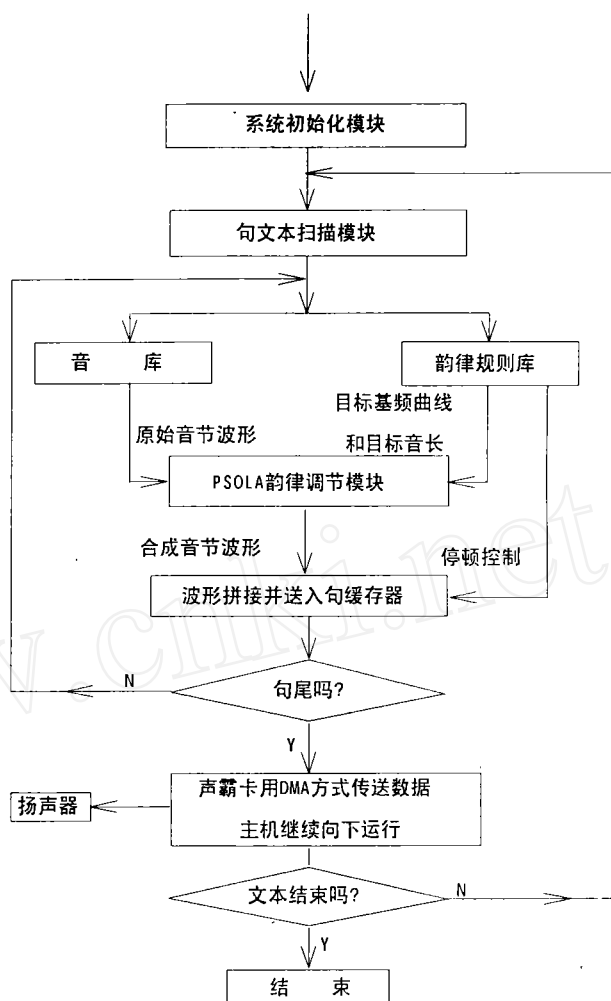 系统初始化模块
句文本扫描模块
音 库
韵律规则库
目标基频曲线
原始音节波形
和目标音长
PSOLA韵律调节模块
合成音节波形
停顿控制
波形拼接并送入句缓存器
N
句尾吗?
Y
声霸卡用DMA方式传送数据
扬声器
主机继续向下运行
文本结束吗?
N
Y
结 束
w.cnki.net